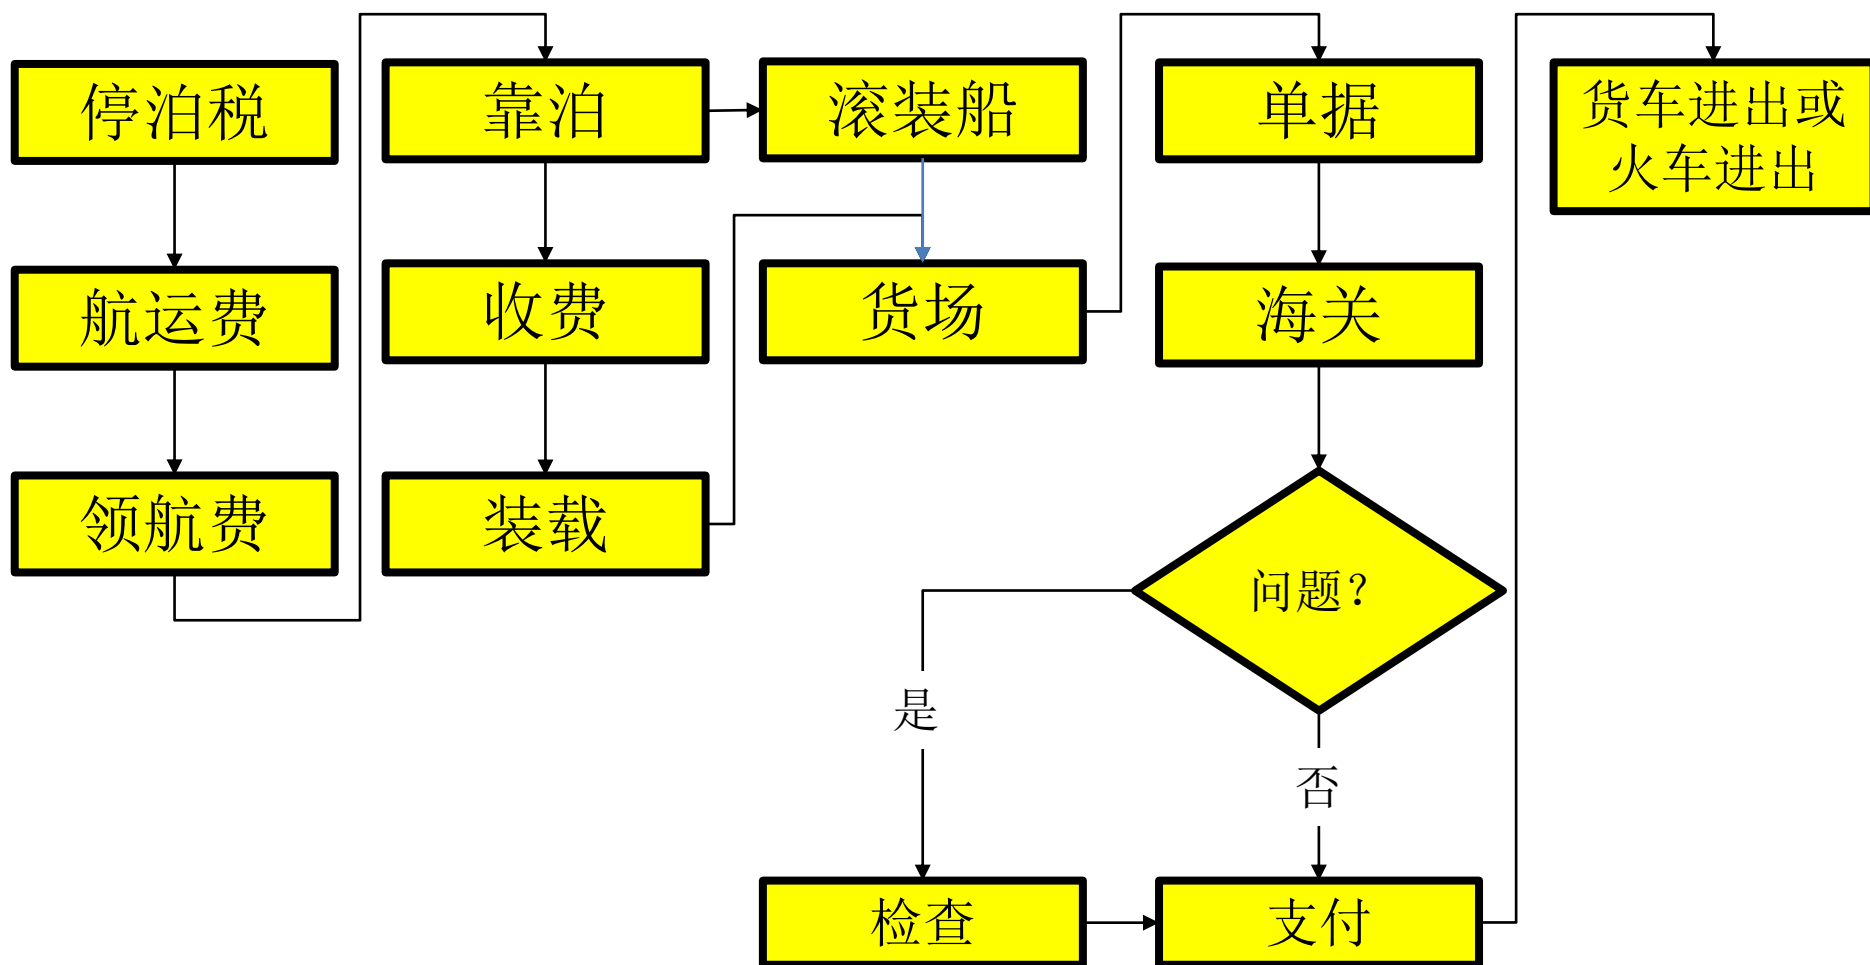 停泊税
航运费
领航费
靠泊
收费
装载
滚装船
货场
单据
海关
问题?
是
否
检查
支付
货车进出或
火车进出